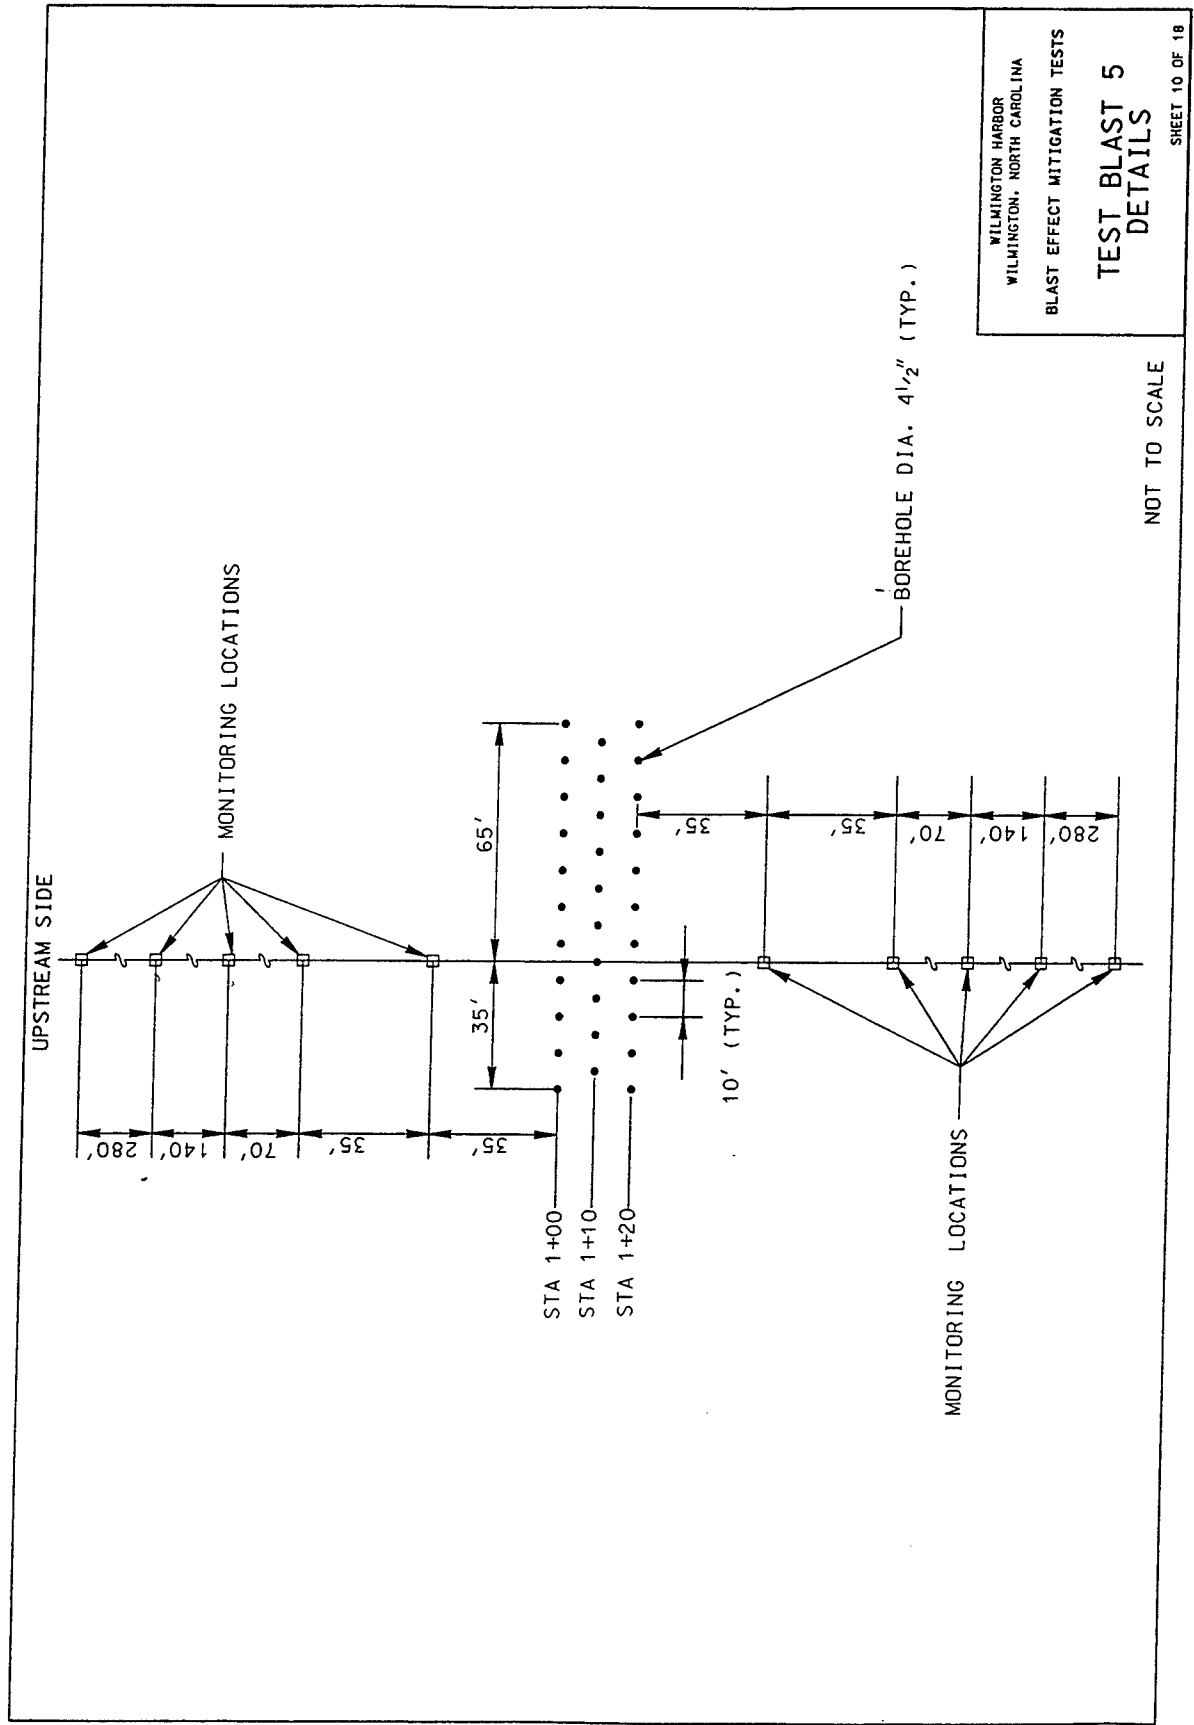 UPSTREAM SIDE
MONITORING LOCATIONS
280'
140'
70'
35'
35'
35'
65'
STA 1+00
STA 1+10
STA 1+20
10' (TYP.)
35'
35'
70'
140'
280'
BOREHOLE DIA. 4 1/2" (TYP.)
MONITORING LOCATIONS
NOT TO SCALE
WILMINGTON HARBOR
WILMINGTON, NORTH CAROLINA
BLAST EFFECT MITIGATION TESTS
TEST BLAST 5
DETAILS
SHEET 10 OF 18